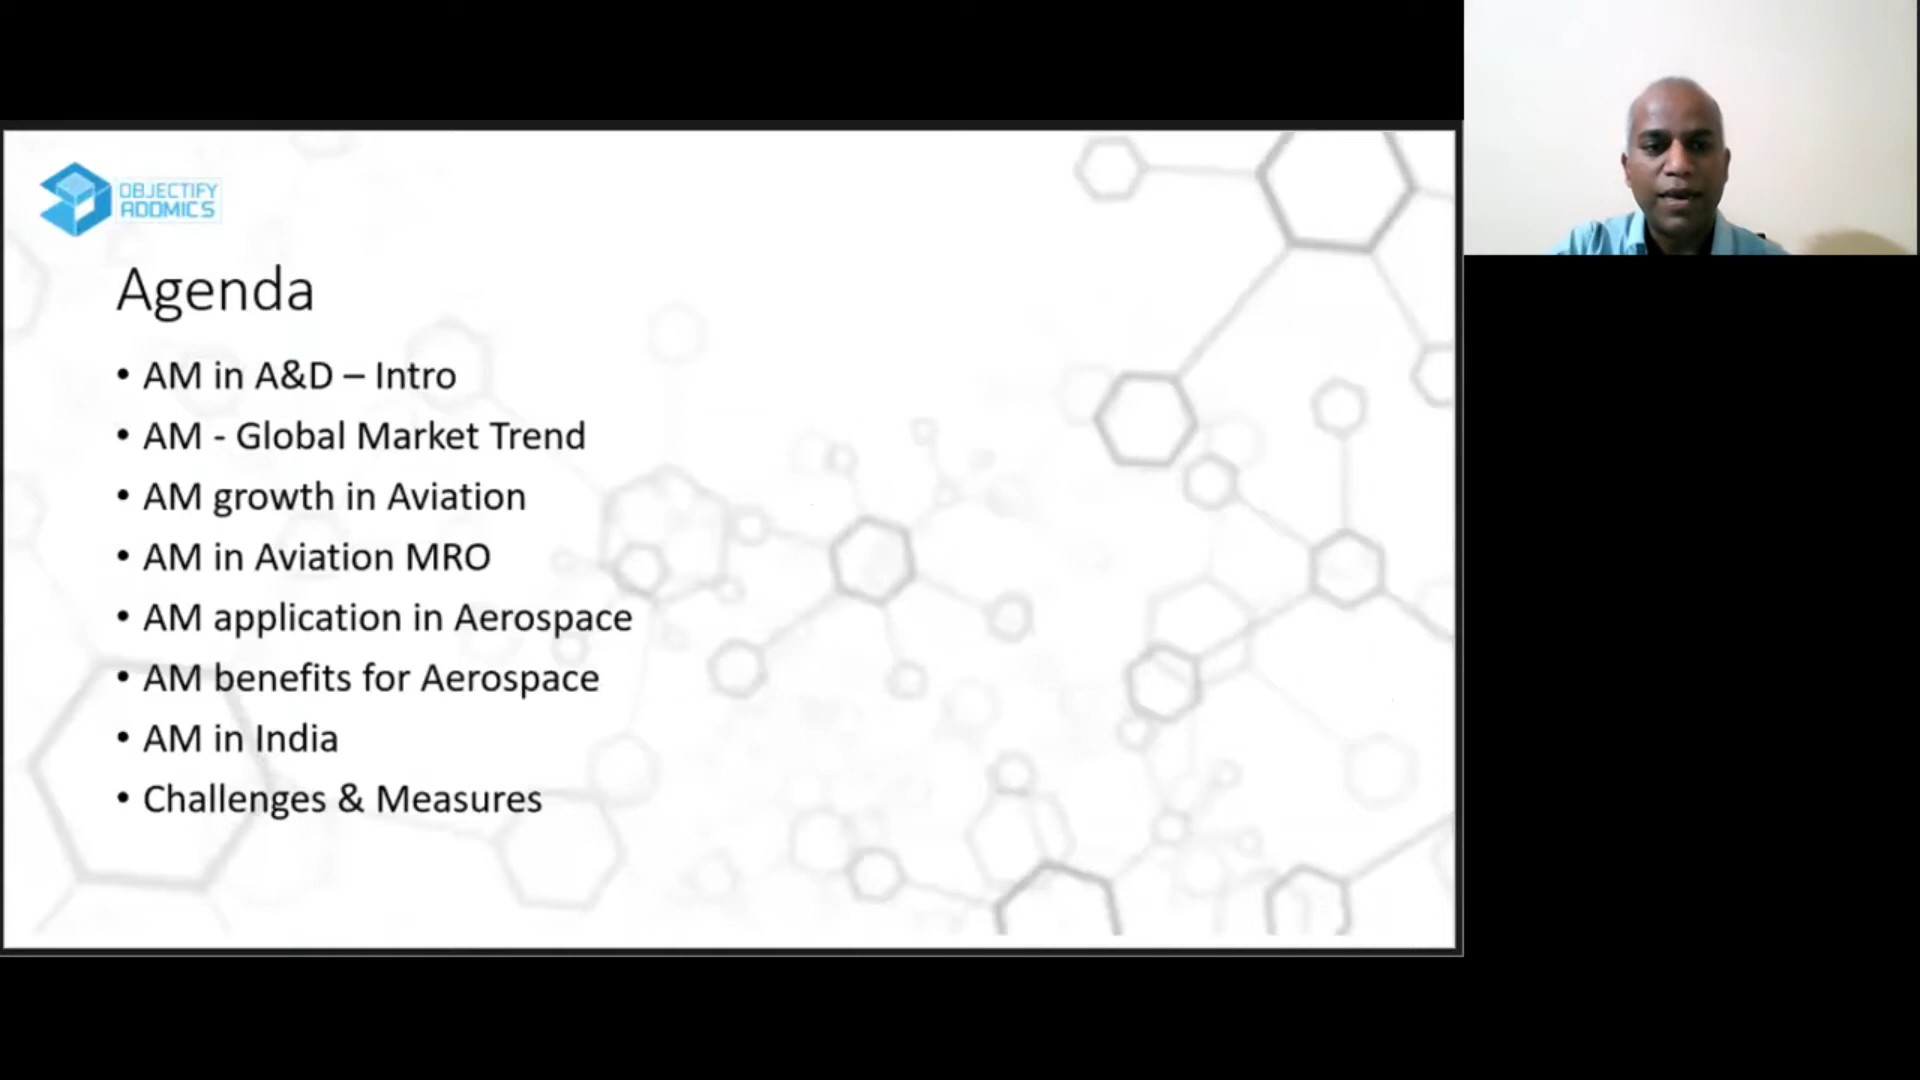 OBJECTIFY
ADDMICS
Agenda
• AM in A&D – Intro
• AM - Global Market Trend
• AM growth in Aviation
• AM in Aviation MRO
• AM application in Aerospace
• AM benefits for Aerospace
• AM in India
• Challenges & Measures